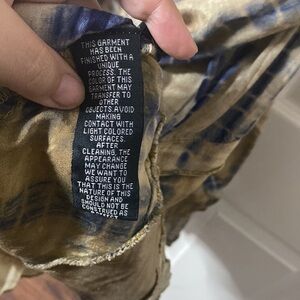 THIS GARMENT
HAS BEEN
FINISHED WITH A
UNIQUE
PROCESS. THE
COLOR OF THIS
GARMENT MAY
TRANSFER TO
OTHER
OBJECTS.AVOID
MAKING
CONTACT WITH
LIGHT COLORED
SURFACES.
AFTER
CLEANING, THE
APPEARANCE
MAY CHANGE
WE WANT TO
ASSURE YOU
THAT THIS IS THE
NATURE OF THIS
DESIGN AND
SHOULD NOT BE
CONSTRUED AS